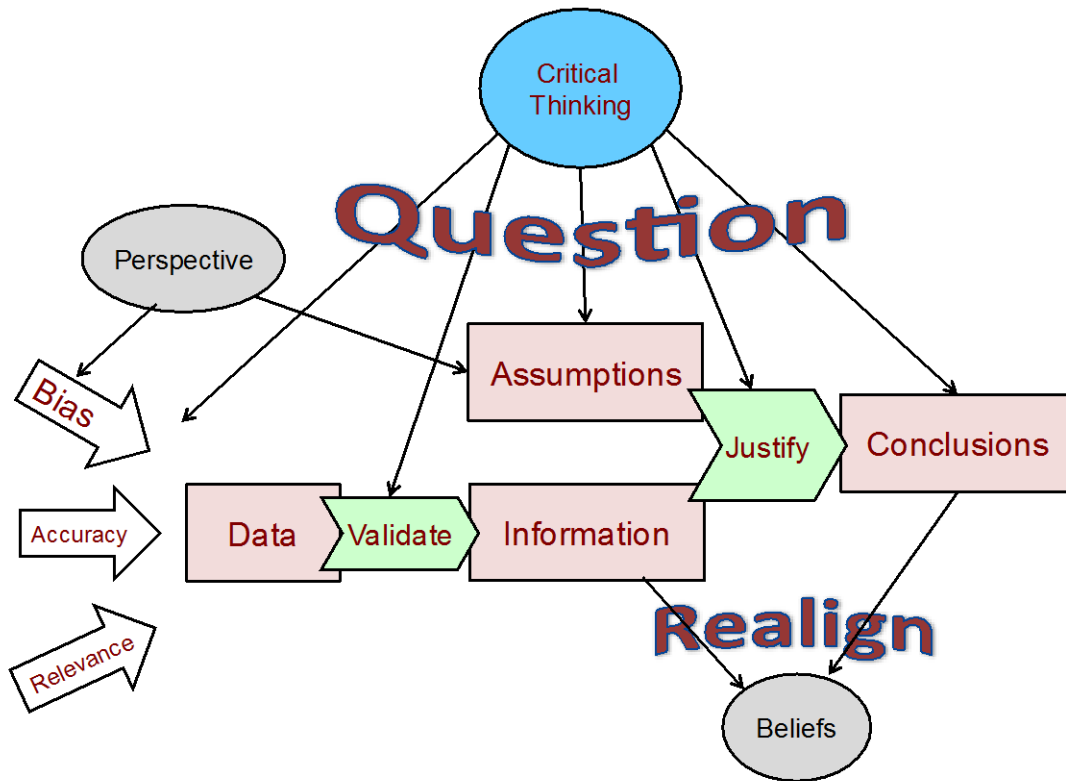 Critical
Thinking
Question
Perspective
Bias
Assumptions
Justify
Conclusions
Accuracy
Data
Validate
Information
Relevance
Realign
Beliefs